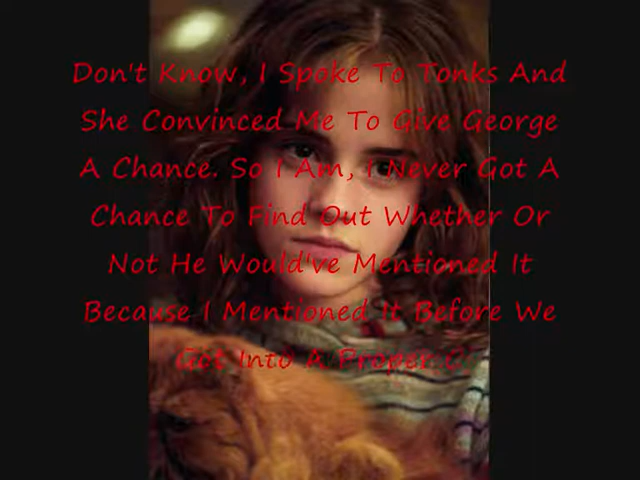 Don't Know, I Spoke To Tonks And
She Convinced Me To Give George
A Chance. So I Am, I Never Got A
Chance To Find Out Whether Or
Not He Would've Mentioned It
Because I Mentioned It Before We
Got Into A Proper C